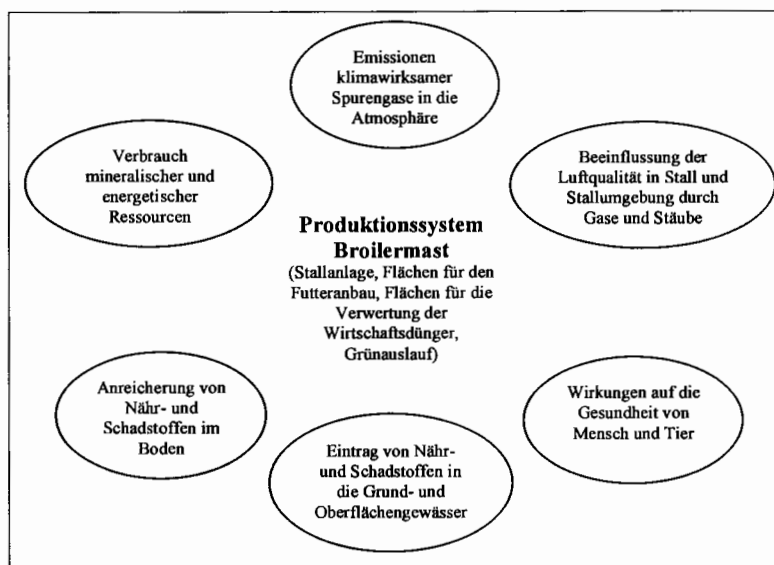 Emissionen
klimawirksamer
Spurengase in die
Atmosphäre
Verbrauch
mineralischer und
energetischer
Ressourcen
Beeinflussung der
Luftqualität in Stall und
Stallumgebung durch
Gase und Stäube
Produktionssystem
Broilermast
(Stallanlage, Flächen für den
Futteranbau, Flächen für die
Verwertung der
Wirtschaftsdünger,
Grünauslauf)
Anreicherung von
Nähr- und
Schadstoffen im
Boden
Wirkungen auf die
Gesundheit von
Mensch und Tier
Eintrag von Nähr-
und Schadstoffen in
die Grund- und
Oberflächengewässer